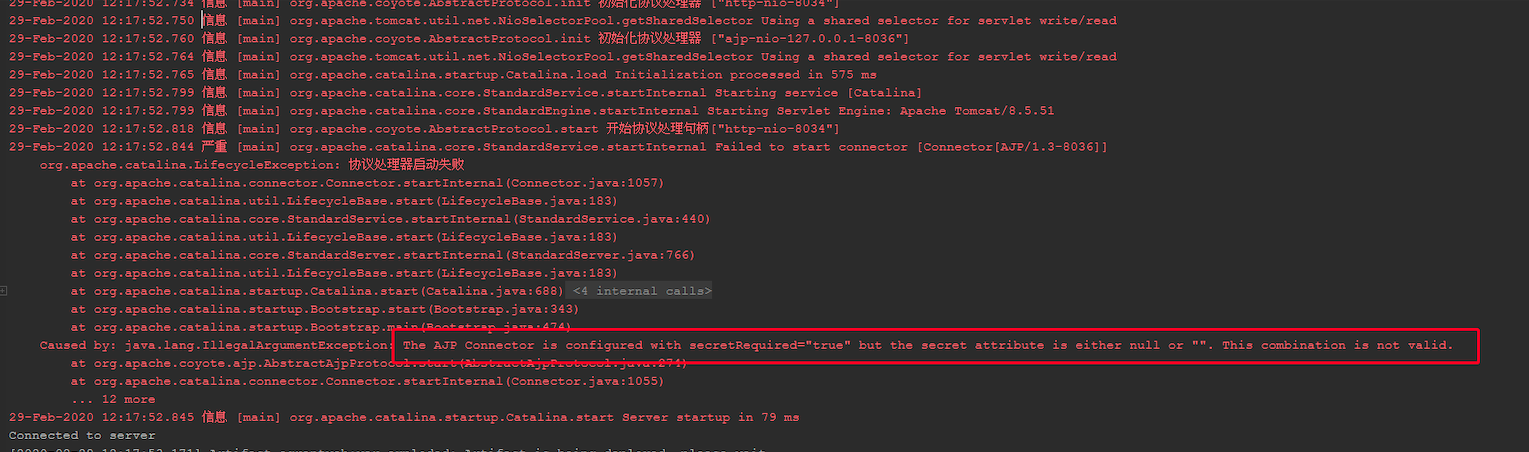 29-Feb-2020 12:17:52.734 信息 [main] org.apache.coyote.AbstractProtocol.init 初始化协议处理器 ["http-nio-8034"]
29-Feb-2020 12:17:52.750 信息 [main] org.apache.tomcat.util.net.NioSelectorPool.getSharedSelector Using a shared selector for servlet write/read
29-Feb-2020 12:17:52.760 信息 [main] org.apache.coyote.AbstractProtocol.init 初始化协议处理器 ["ajp-nio-127.0.0.1-8036"]
29-Feb-2020 12:17:52.764 信息 [main] org.apache.tomcat.util.net.NioSelectorPool.getSharedSelector Using a shared selector for servlet write/read
29-Feb-2020 12:17:52.765 信息 [main] org.apache.catalina.startup.Catalina.load Initialization processed in 575 ms
29-Feb-2020 12:17:52.799 信息 [main] org.apache.catalina.core.StandardService.startInternal Starting service [Catalina]
29-Feb-2020 12:17:52.799 信息 [main] org.apache.catalina.core.StandardEngine.startInternal Starting Servlet Engine: Apache Tomcat/8.5.51
29-Feb-2020 12:17:52.818 信息 [main] org.apache.coyote.AbstractProtocol.start 开始协议处理句柄["http-nio-8034"]
29-Feb-2020 12:17:52.844 严重 [main] org.apache.catalina.core.StandardService.startInternal Failed to start connector [Connector[AJP/1.3-8036]]
org.apache.catalina.LifecycleException: 协议处理器启动失败
at org.apache.catalina.connector.Connector.startInternal(Connector.java:1057)
at org.apache.catalina.util.LifecycleBase.start(LifecycleBase.java:183)
at org.apache.catalina.core.StandardService.startInternal(StandardService.java:440)
at org.apache.catalina.util.LifecycleBase.start(LifecycleBase.java:183)
at org.apache.catalina.core.StandardServer.startInternal(StandardServer.java:766)
at org.apache.catalina.util.LifecycleBase.start(LifecycleBase.java:183)
at org.apache.catalina.startup.Catalina.start(Catalina.java:688) <4 internal calls>
at org.apache.catalina.startup.Bootstrap.start(Bootstrap.java:343)
at org.apache.catalina.startup.Bootstrap.main(Bootstrap.java:474)
Caused by: java.lang.IllegalArgumentException: The AJP Connector is configured with secretRequired="true" but the secret attribute is either null or "". This combination is not valid.
at org.apache.coyote.ajp.AbstractAjpProtocol.start(AbstractAjpProtocol.java:274)
at org.apache.catalina.connector.Connector.startInternal(Connector.java:1055)
... 12 more
29-Feb-2020 12:17:52.845 信息 [main] org.apache.catalina.startup.Catalina.start Server startup in 79 ms
Connected to server